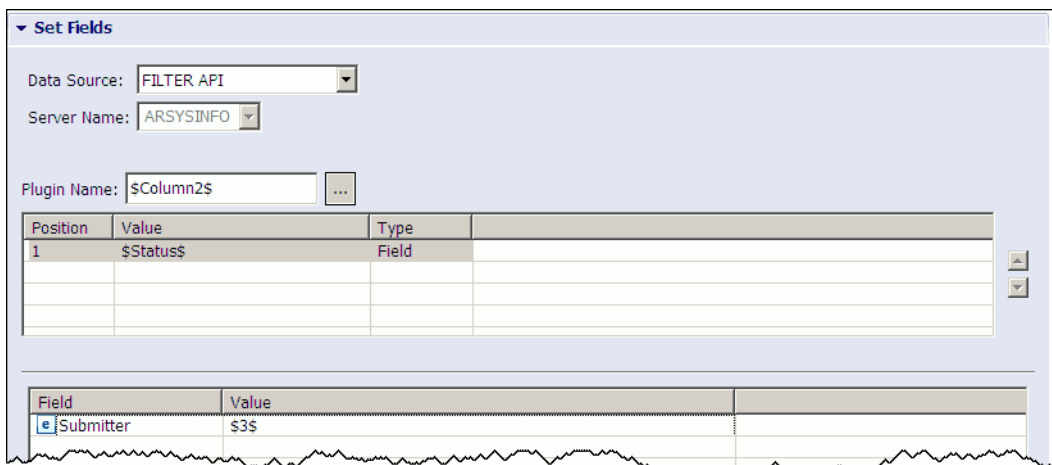 Set Fields
Data Source: FILTER API
Server Name: ARSYSINFO
Plugin Name: $Column2$ ...
Position Value Type
1 $Status$ Field
Field Value
e Submitter $3$